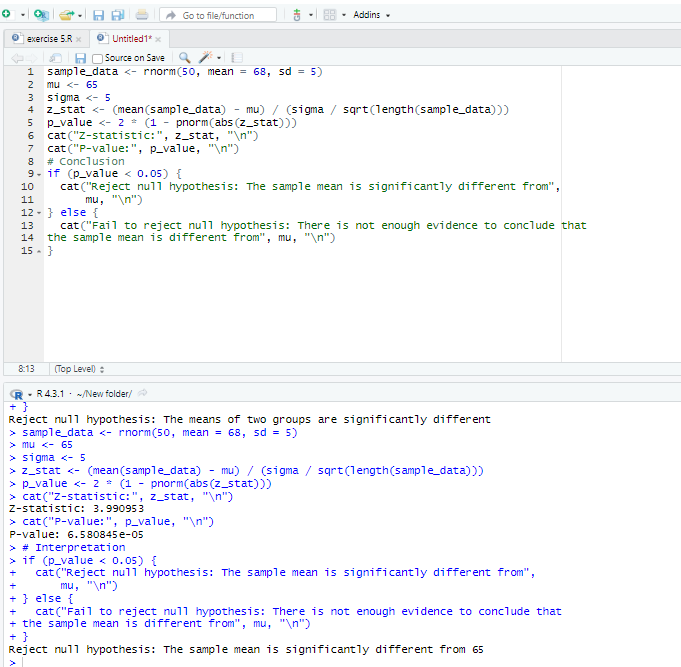 Go to file/function
Addins
exercise 5.R
Untitled1*
Source on Save
1 sample_data <- rnorm(50, mean = 68, sd = 5)
2 mu <- 65
3 sigma <- 5
4 z_stat <- (mean(sample_data) - mu) / (sigma / sqrt(length(sample_data)))
5 p_value <- 2 * (1 - pnorm(abs(z_stat)))
6 cat("Z-statistic:", z_stat, "\n")
7 cat("P-value:", p_value, "\n")
8 # Conclusion
9 if (p_value < 0.05) {
10   cat("Reject null hypothesis: The sample mean is significantly different from",
11       mu, "\n")
12 } else {
13   cat("Fail to reject null hypothesis: There is not enough evidence to conclude that
14 the sample mean is different from", mu, "\n")
15 }
8:13 (Top Level)
R 4.3.1 · ~/New folder/
+ }
Reject null hypothesis: The means of two groups are significantly different
> sample_data <- rnorm(50, mean = 68, sd = 5)
> mu <- 65
> sigma <- 5
> z_stat <- (mean(sample_data) - mu) / (sigma / sqrt(length(sample_data)))
> p_value <- 2 * (1 - pnorm(abs(z_stat)))
> cat("Z-statistic:", z_stat, "\n")
Z-statistic: 3.990953
> cat("P-value:", p_value, "\n")
P-value: 6.580845e-05
> # Interpretation
> if (p_value < 0.05) {
+   cat("Reject null hypothesis: The sample mean is significantly different from",
+       mu, "\n")
+ } else {
+   cat("Fail to reject null hypothesis: There is not enough evidence to conclude that
+ the sample mean is different from", mu, "\n")
+ }
Reject null hypothesis: The sample mean is significantly different from 65
>